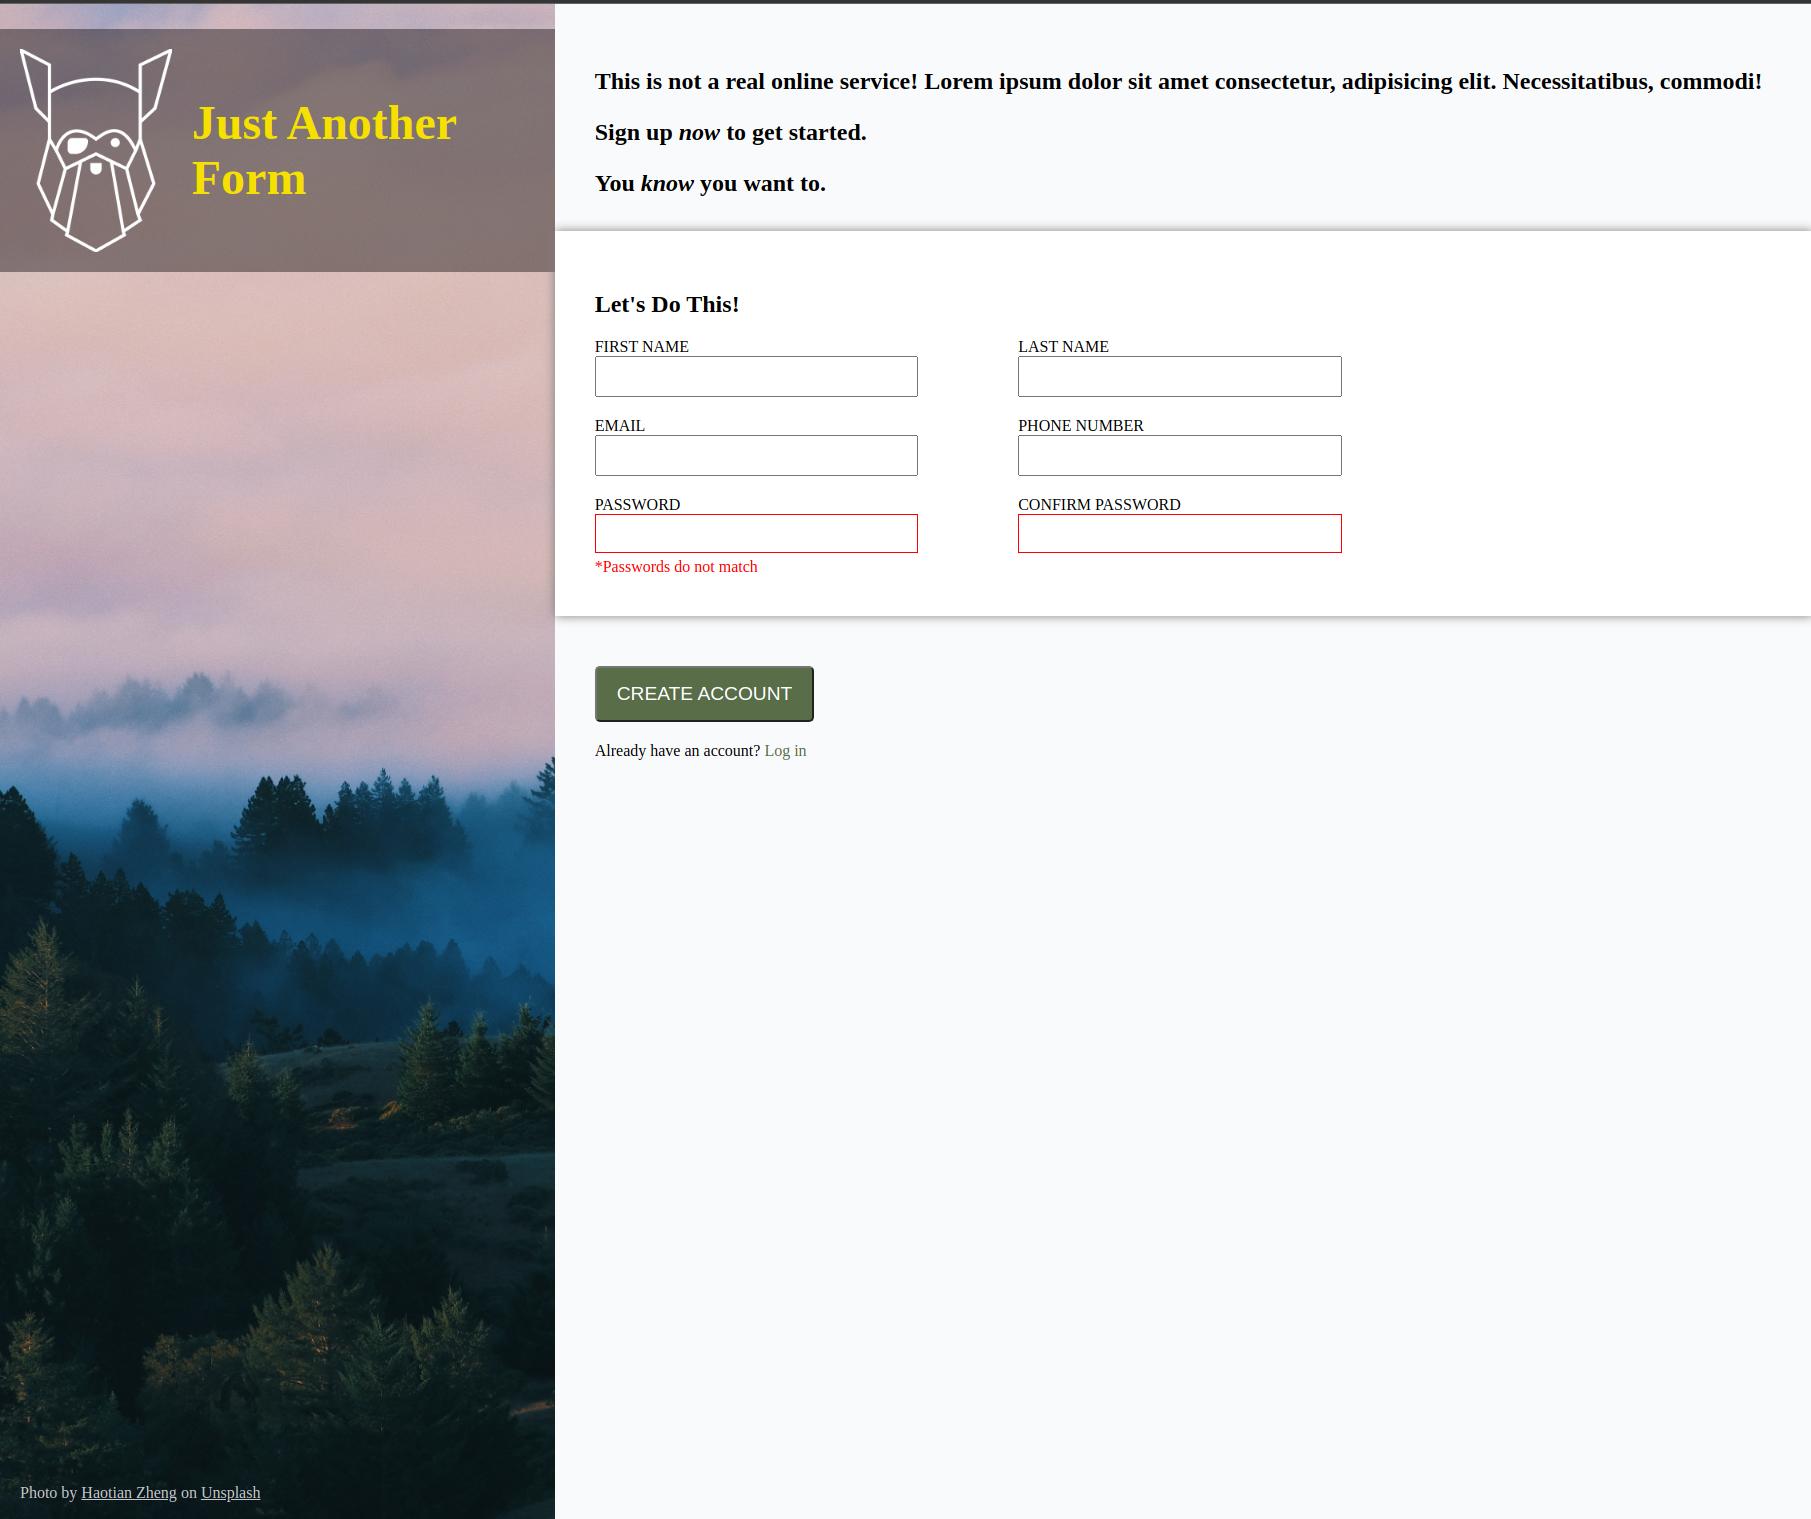 Just Another
Form
This is not a real online service! Lorem ipsum dolor sit amet consectetur, adipisicing elit. Necessitatibus, commodi!
Sign up now to get started.
You know you want to.
Let's Do This!
FIRST NAME
LAST NAME
EMAIL
PHONE NUMBER
PASSWORD
CONFIRM PASSWORD
*Passwords do not match
CREATE ACCOUNT
Already have an account? Log in
Photo by Haotian Zheng on Unsplash